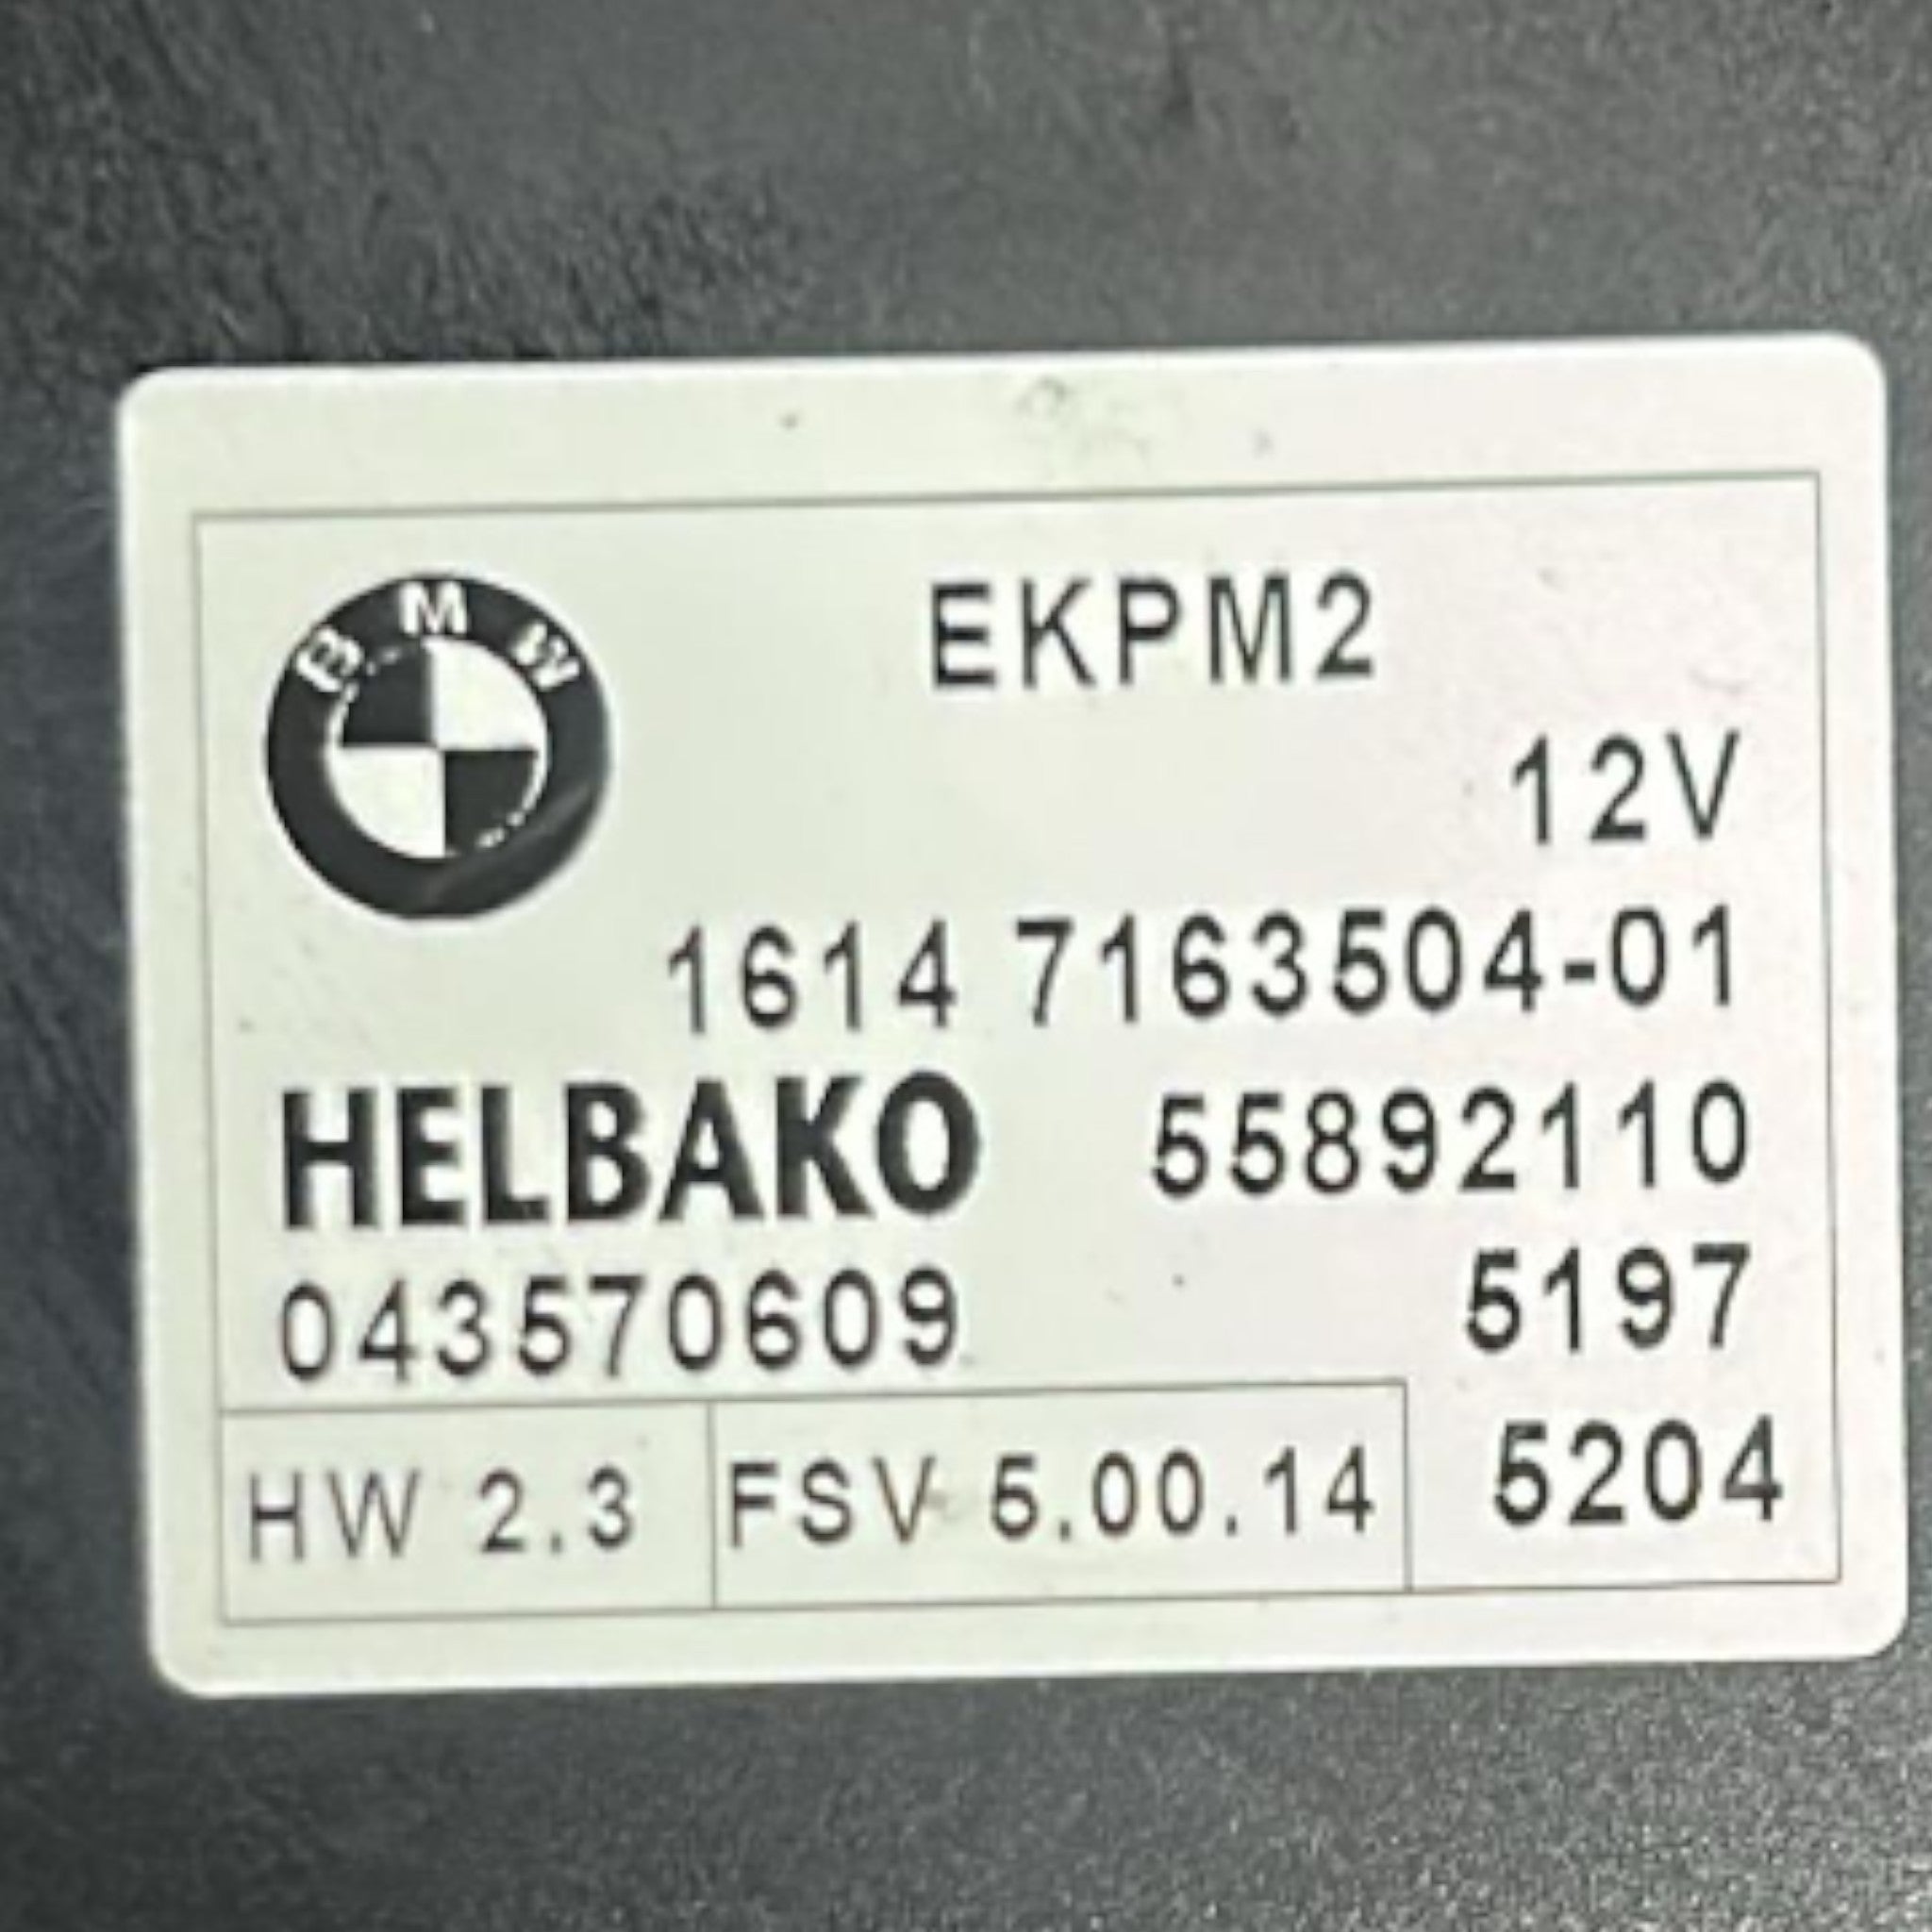 BMW
EKPM2
12V
1614 7163504-01
HELBAKO 55892110
043570609 5197
HW 2.3 FSV 5.00.14 5204